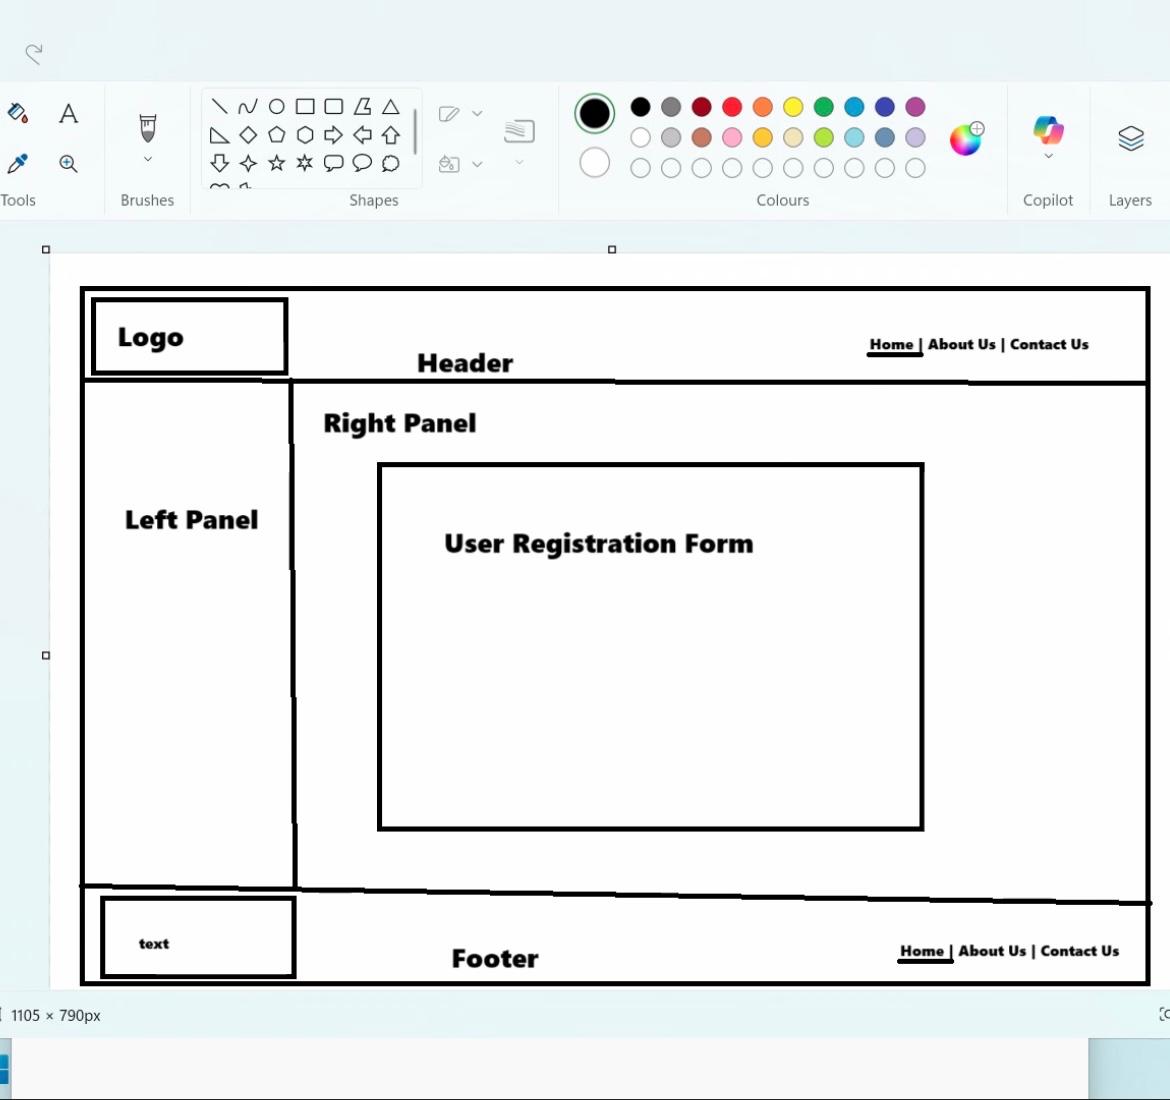 Tools
Brushes
Shapes
Colours
Copilot
Layers
Logo
Header
Home | About Us | Contact Us
Right Panel
Left Panel
User Registration Form
text
Footer
Home | About Us | Contact Us
1105 × 790px